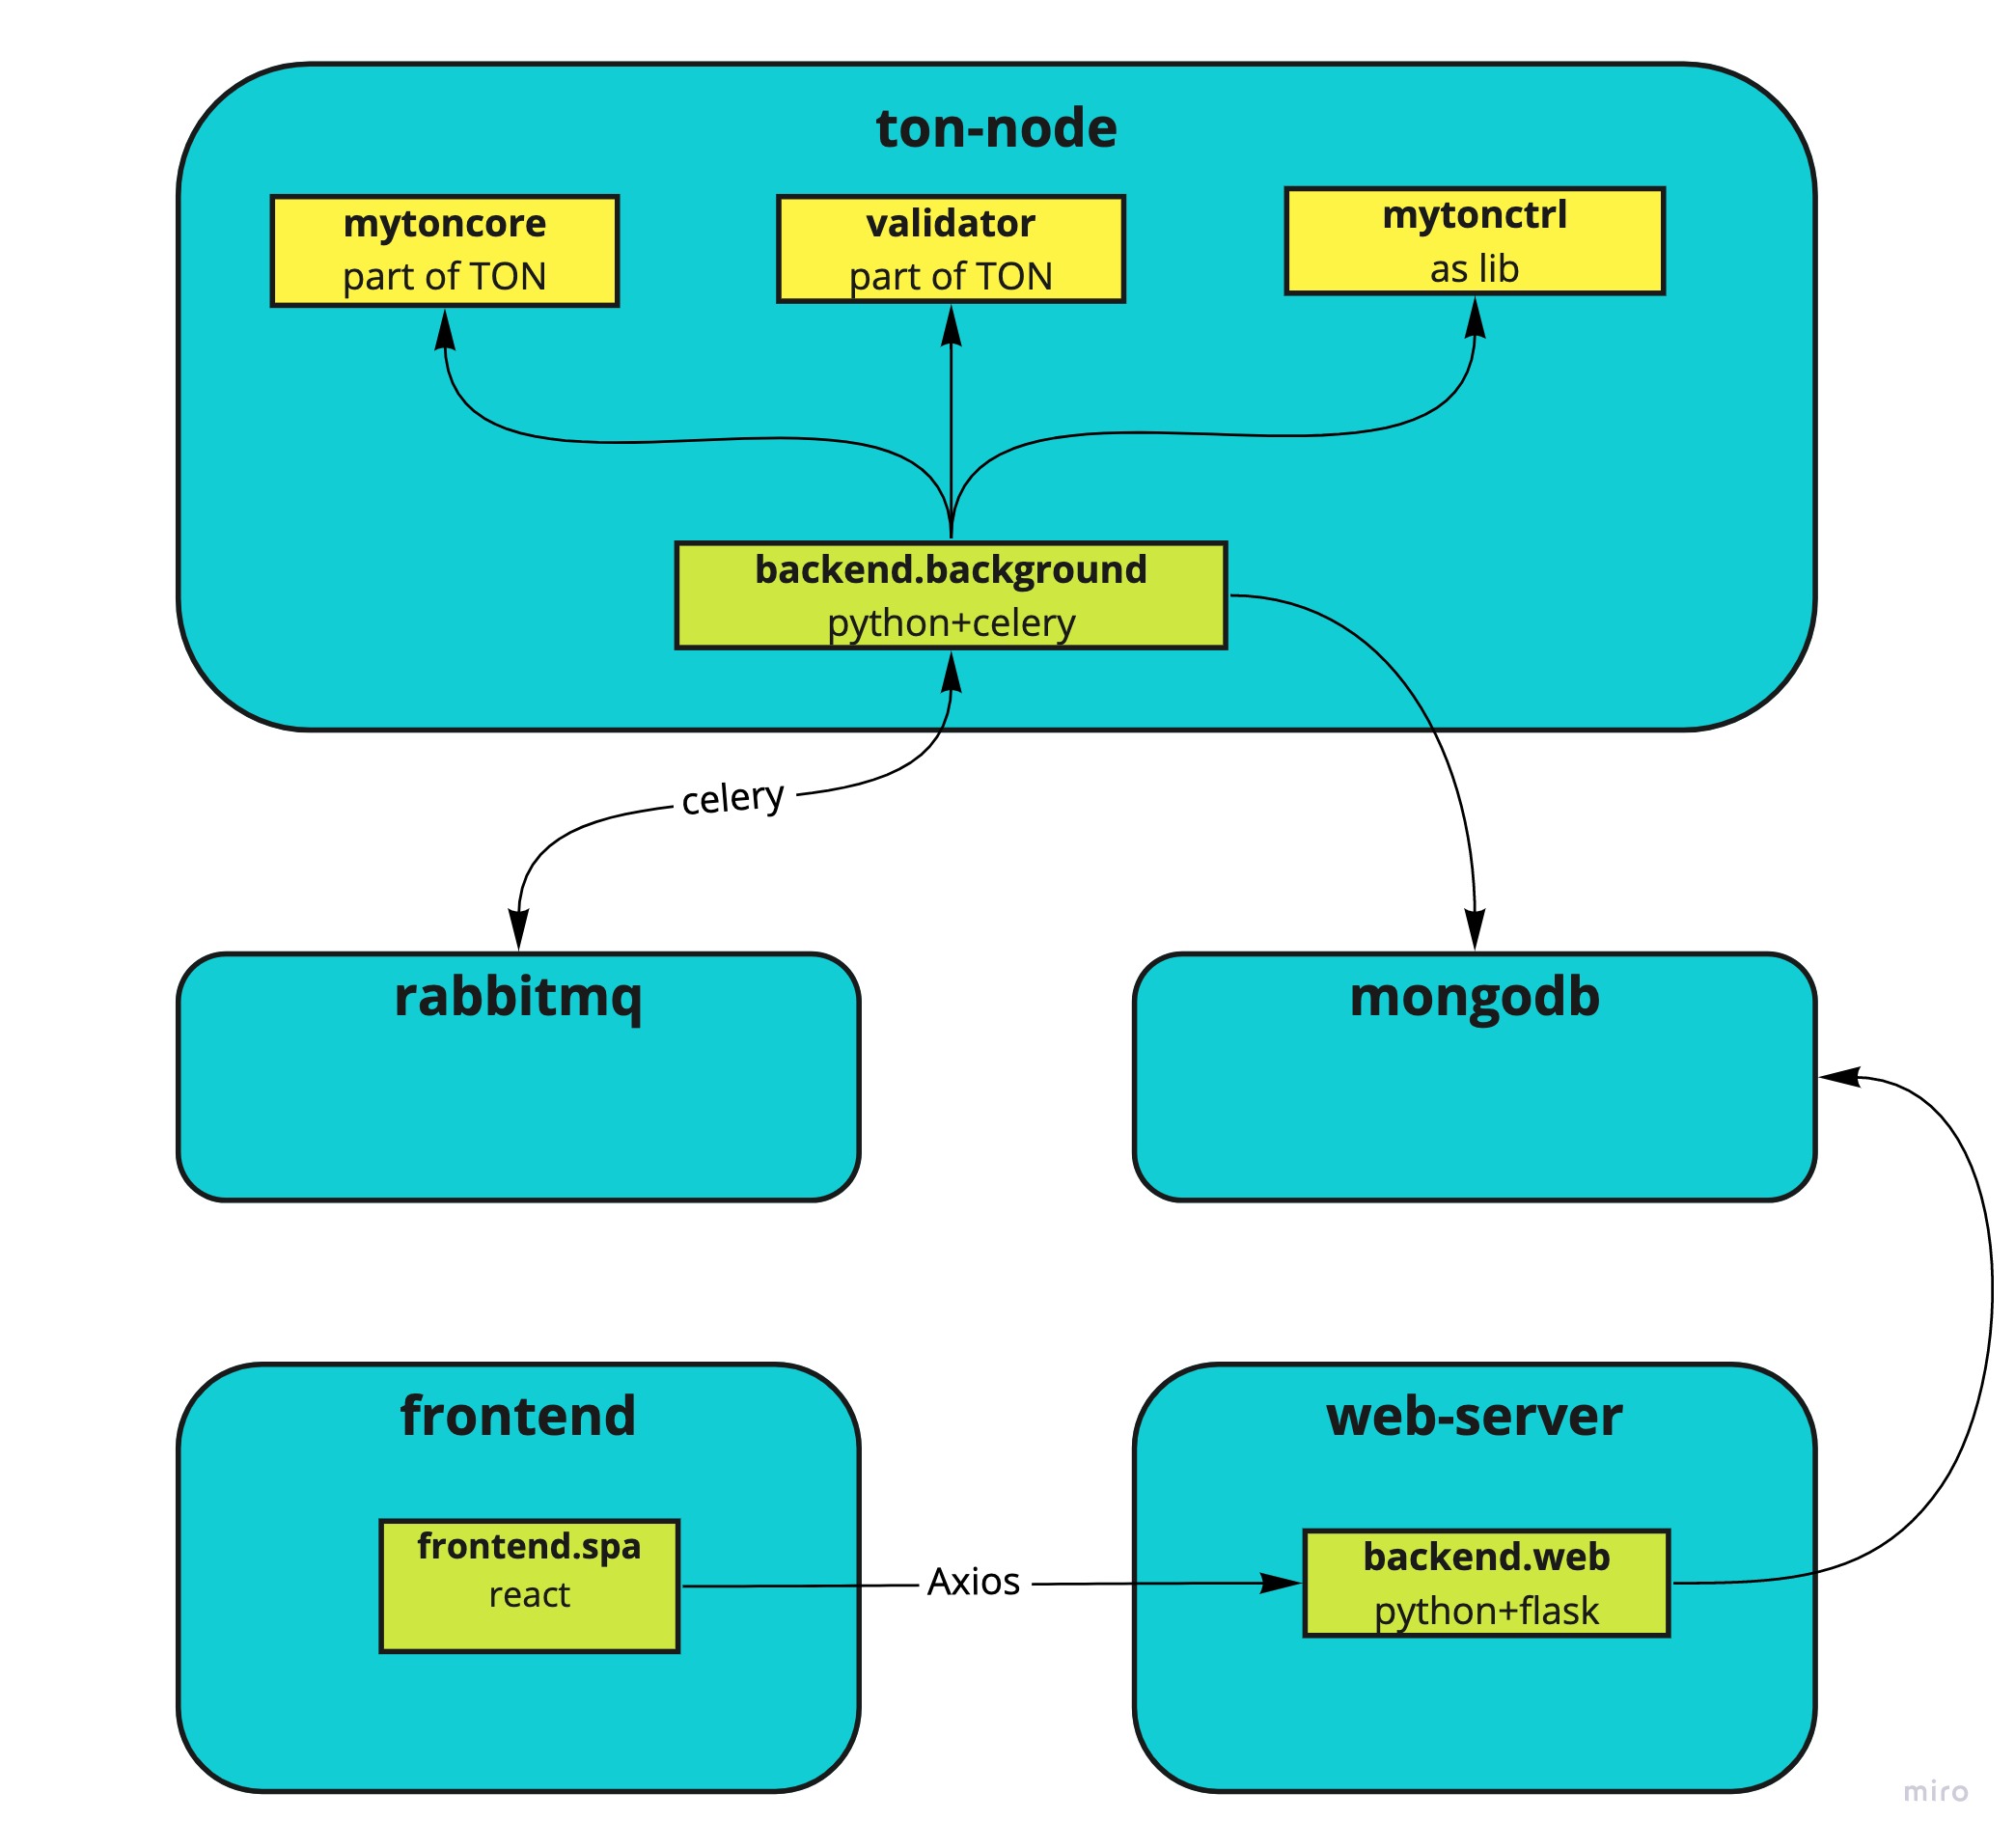 ton-node
mytoncore
part of TON
validator
part of TON
mytonctrl
as lib
backend.background
python+celery
celery
rabbitmq
mongodb
frontend
web-server
frontend.spa
react
Axios
backend.web
python+flask
miro